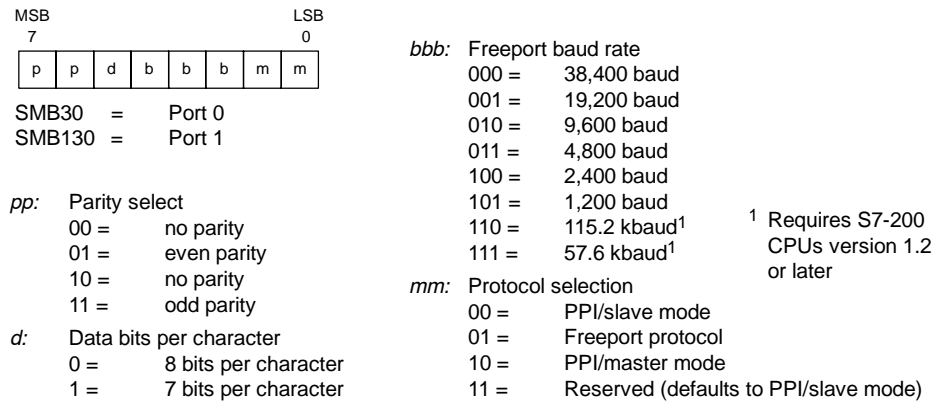 MSB LSB
7 0
p p d b b b m m
SMB30 = Port 0
SMB130 = Port 1
pp: Parity select
00 = no parity
01 = even parity
10 = no parity
11 = odd parity
d: Data bits per character
0 = 8 bits per character
1 = 7 bits per character
bbb: Freeport baud rate
000 = 38,400 baud
001 = 19,200 baud
010 = 9,600 baud
011 = 4,800 baud
100 = 2,400 baud
101 = 1,200 baud
110 = 115.2 kbaud1
111 = 57.6 kbaud1
mm: Protocol selection
00 = PPI/slave mode
01 = Freeport protocol
10 = PPI/master mode
11 = Reserved (defaults to PPI/slave mode)
1 Requires S7-200
CPUs version 1.2
or later